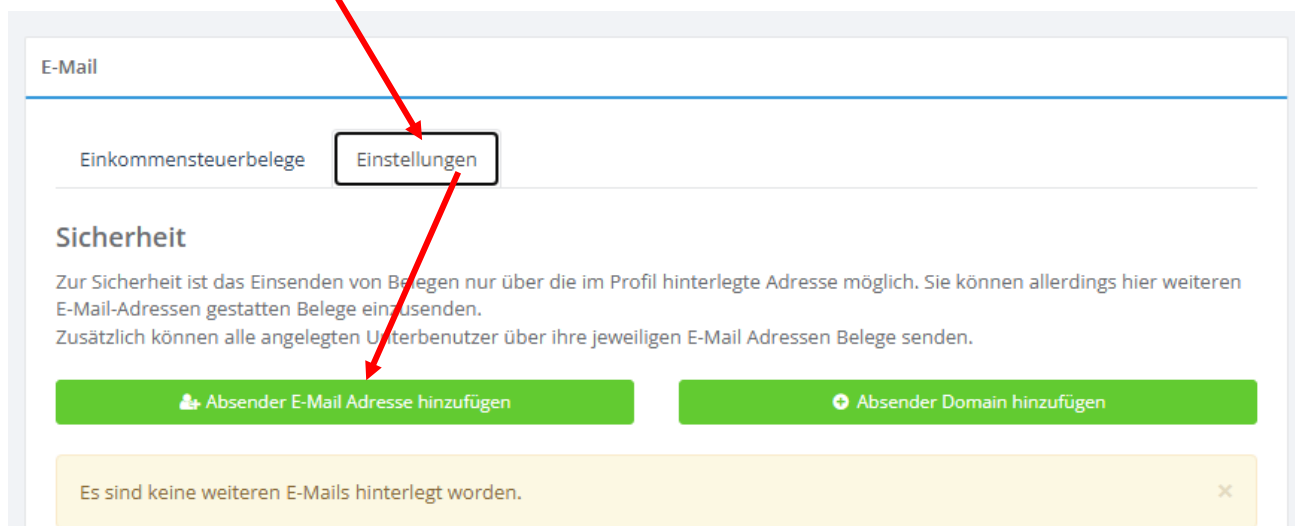 E-Mail
Einkommensteuerbelege Einstellungen
Sicherheit
Zur Sicherheit ist das Einsenden von Belegen nur über die im Profil hinterlegte Adresse möglich. Sie können allerdings hier weiteren
E-Mail-Adressen gestatten Belege einzusenden.
Zusätzlich können alle angelegten Unterbenutzer über ihre jeweiligen E-Mail Adressen Belege senden.
Absender E-Mail Adresse hinzufügen Absender Domain hinzufügen
Es sind keine weiteren E-Mails hinterlegt worden.